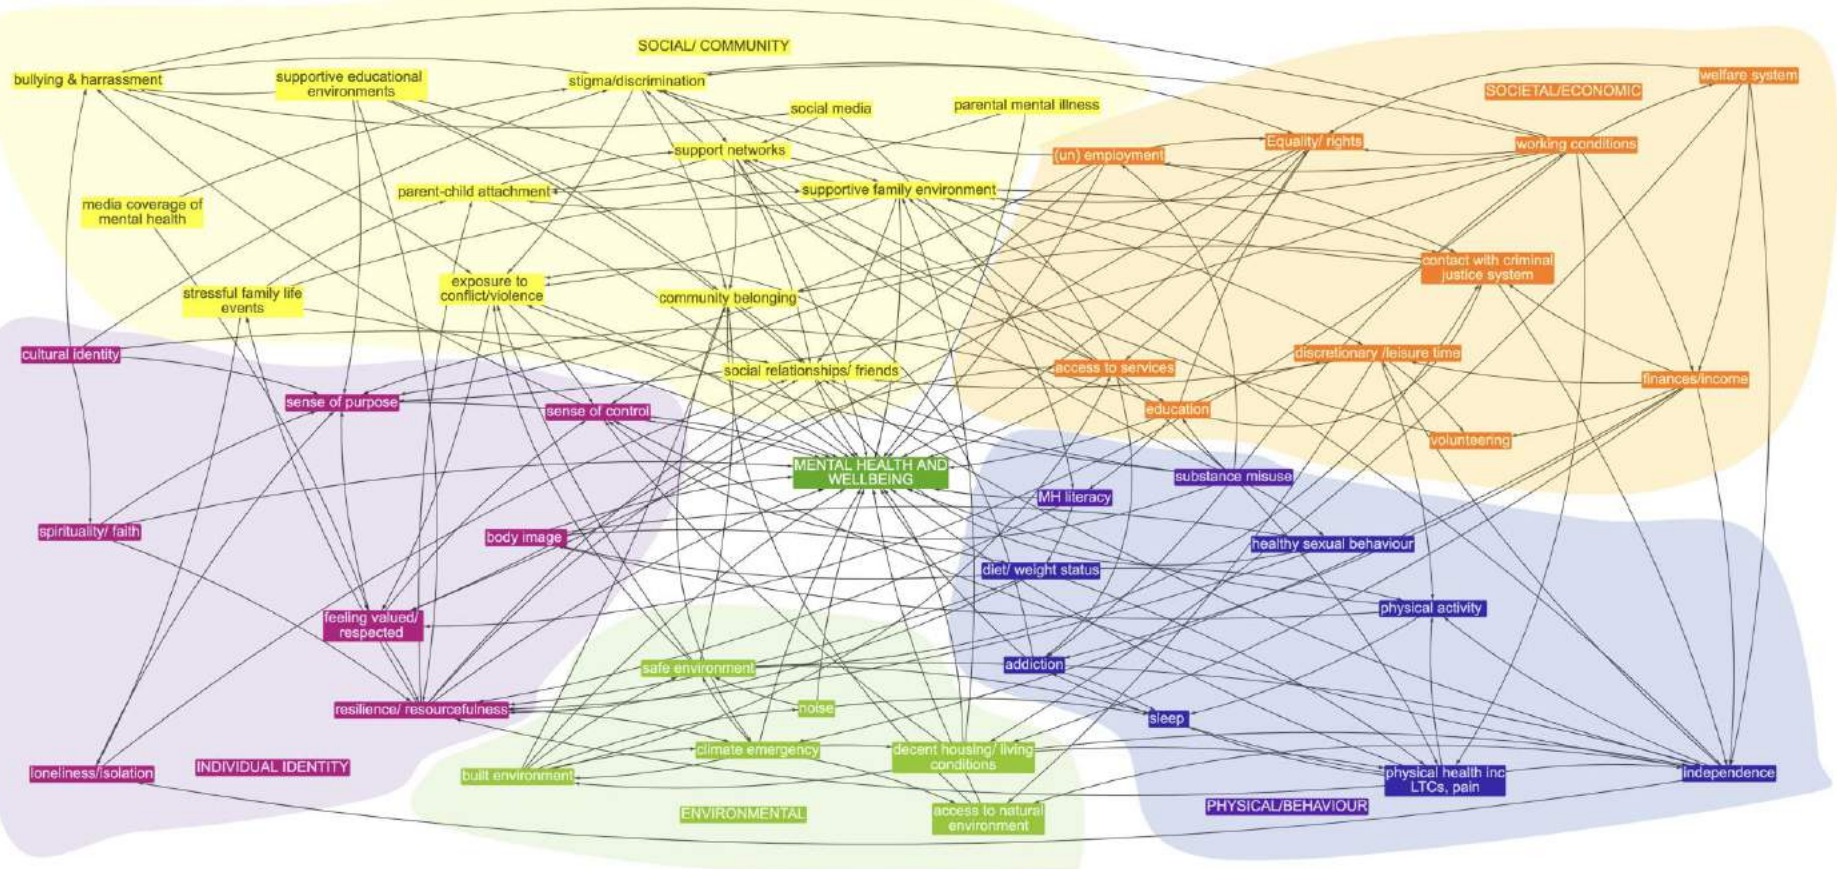 SOCIAL/ COMMUNITY
bullying & harrassment
supportive educational
environments
stigma/discrimination
social media
parental mental illness
support networks
parent-child attachment
supportive family environment
media coverage of
mental health
stressful family life
events
exposure to
conflict/violence
community belonging
social relationships/ friends
SOCIETAL/ECONOMIC
welfare system
(un) employment
Equality/ rights
working conditions
contact with criminal
justice system
access to services
discretionary /leisure time
finances/income
education
volunteering
cultural identity
sense of purpose
sense of control
spirituality/ faith
body image
feeling valued/
respected
resilience/ resourcefulness
loneliness/isolation
INDIVIDUAL IDENTITY
MENTAL HEALTH AND
WELLBEING
substance misuse
MH literacy
healthy sexual behaviour
diet/ weight status
physical activity
addiction
sleep
physical health inc
LTCs, pain
independence
PHYSICAL/BEHAVIOUR
safe environment
noise
climate emergency
decent housing/ living
conditions
built environment
access to natural
environment
ENVIRONMENTAL